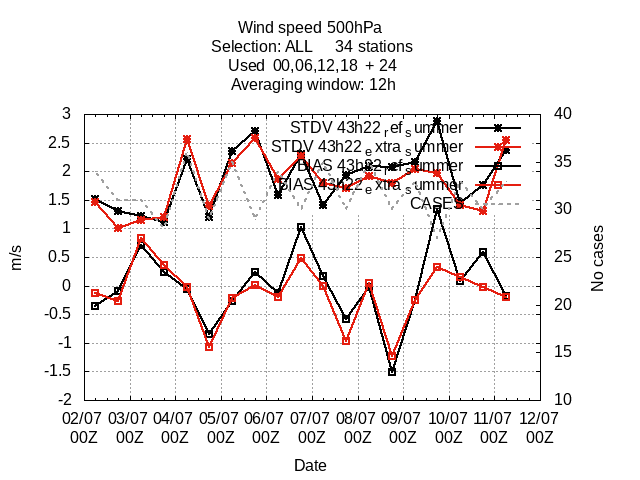 Wind speed 500hPa
Selection: ALL 34 stations
Used 00,06,12,18 + 24
Averaging window: 12h
STDV 43h22_ref_summer
STDV 43h22_extra_summer
BIAS 43h22_ref_summer
BIAS 43h22_extra_summer
CASES
3
2.5
2
1.5
1
0.5
0
-0.5
-1
-1.5
-2
m/s
40
35
30
25
20
15
10
No cases
02/07 03/07 04/07 05/07 06/07 07/07 08/07 09/07 10/07 11/07 12/07
00Z 00Z 00Z 00Z 00Z 00Z 00Z 00Z 00Z 00Z 00Z
Date